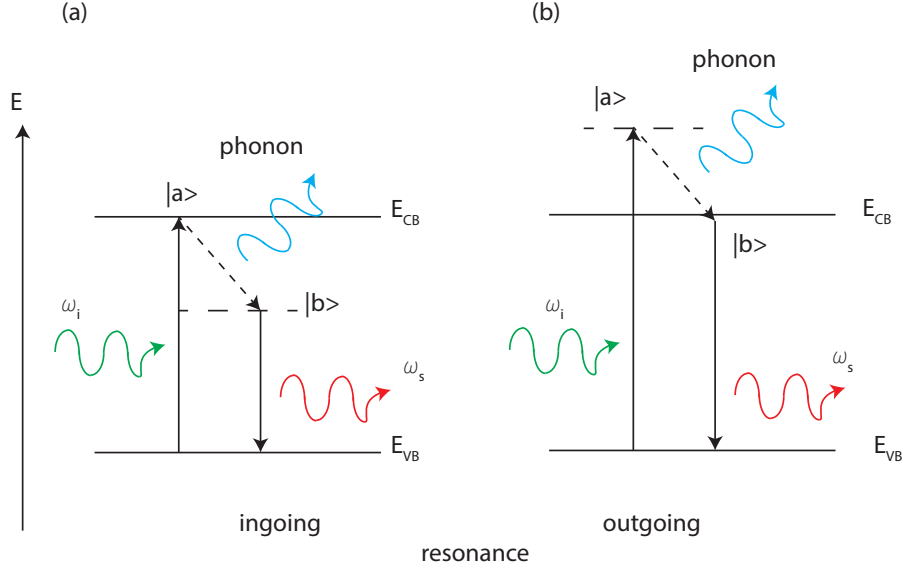 (a)
(b)
E
phonon
phonon
|a>
|a>
E_CB
E_CB
|b>
|b>
ω_i
ω_i
ω_s
ω_s
E_VB
E_VB
ingoing
outgoing
resonance